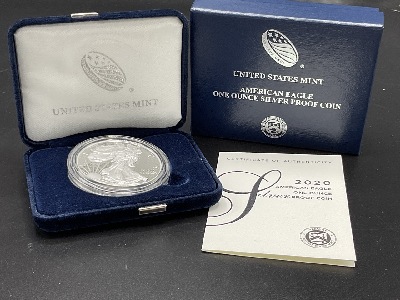 UNITED STATES MINT
UNITED STATES MINT
AMERICAN EAGLE
ONE OUNCE SILVER PROOF COIN
CERTIFICATE OF AUTHENTICITY
2020
AMERICAN EAGLE
ONE OUNCE
Silver PROOF COIN